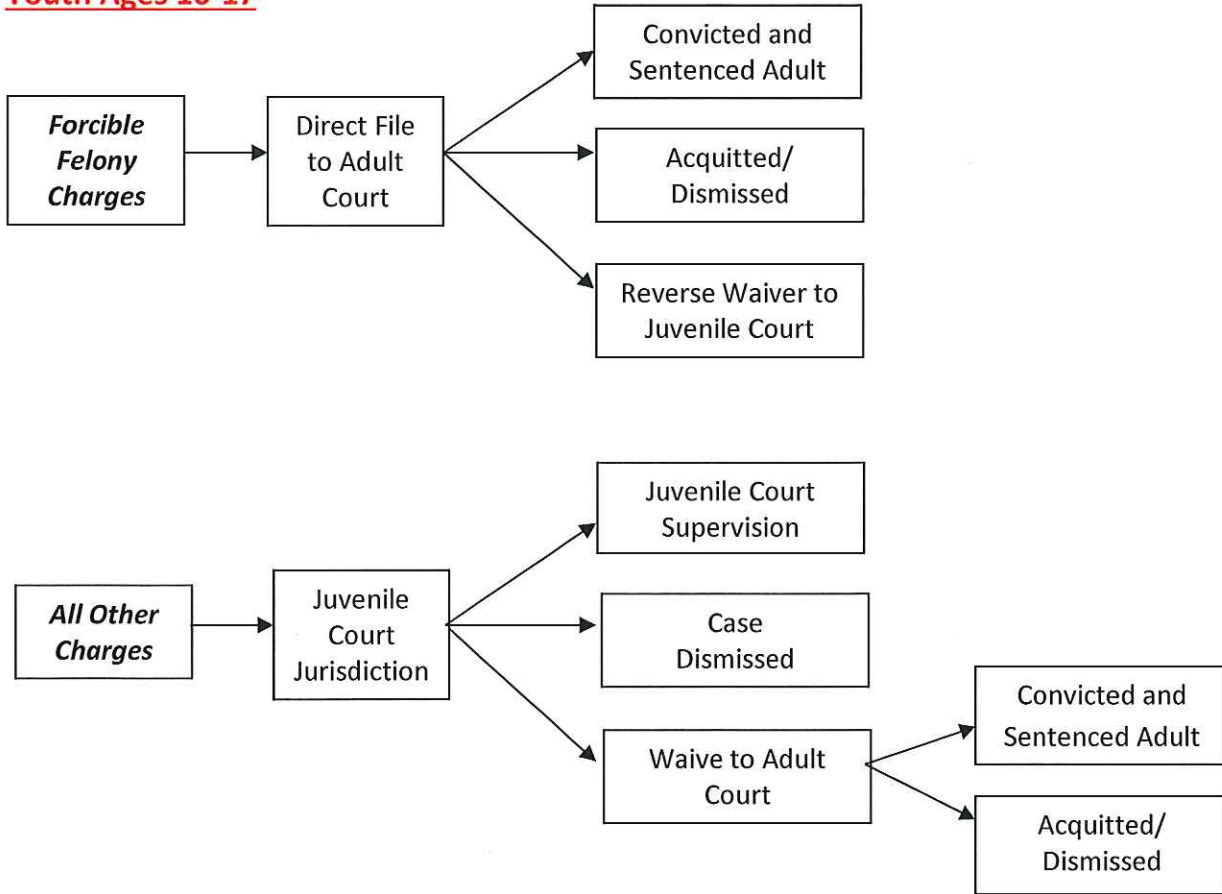 Youth Ages 16-17
Forcible
Felony
Charges
Direct File
to Adult
Court
Convicted and
Sentenced Adult
Acquitted/
Dismissed
Reverse Waiver to
Juvenile Court
All Other
Charges
Juvenile
Court
Jurisdiction
Juvenile Court
Supervision
Case
Dismissed
Waive to Adult
Court
Convicted and
Sentenced Adult
Acquitted/
Dismissed